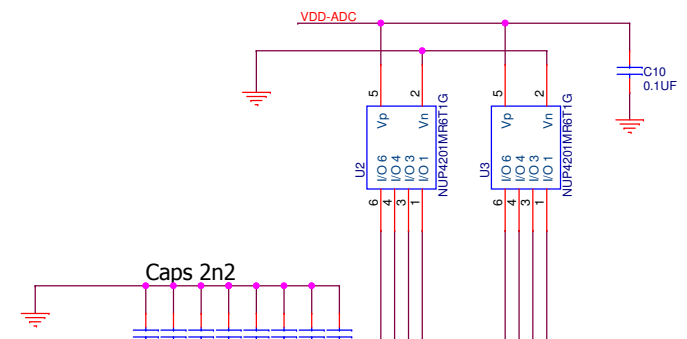 VDD-ADC
C10
0.1UF
5
2
Vp
Vn
U2
I/O 6
I/O 4
I/O 3
I/O 1
NUP4201MR6T1G
6
4
3
1
5
2
Vp
Vn
U3
I/O 6
I/O 4
I/O 3
I/O 1
NUP4201MR6T1G
6
4
3
1
Caps 2n2